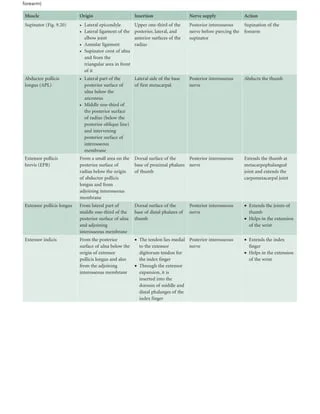 forearm)
Muscle Origin Insertion Nerve supply Action
Supinator (Fig. 9.20)
• Lateral epicondyle
• Lateral ligament of the
elbow joint
• Annular ligament
• Supinator crest of ulna
and from the
triangular area in front
of it
Upper one-third of the
posterior, lateral, and
anterior surfaces of the
radius
Posterior interosseous
nerve before piercing the
supinator
Supination of the
forearm
Abductor pollicis
longus (APL)
• Lateral part of the
posterior surface of
ulna below the
anconeus
• Middle one-third of
the posterior surface
of radius (below the
posterior oblique line)
and intervening
posterior surface of
interosseous
membrane
Lateral side of the base
of first metacarpal
Posterior interosseous
nerve
Abducts the thumb
Extensor pollicis
brevis (EPB)
From a small area on the
posterior surface of
radius below the origin
of abductor pollicis
longus and from
adjoining interosseous
membrane
Dorsal surface of the
base of proximal phalanx
of thumb
Posterior interosseous
nerve
Extends the thumb at
metacarpophalangeal
joint and extends the
carpometacarpal joint
Extensor pollicis longus
From lateral part of
middle one-third of the
posterior surface of ulna
and adjoining
interosseous membrane
Dorsal surface of the
base of distal phalanx of
thumb
Posterior interosseous
nerve
• Extends the joints of
thumb
• Helps in the extension
of the wrist
Extensor indicis
From the posterior
surface of ulna below the
origin of extensor
pollicis longus and also
from the adjoining
interosseous membrane
• The tendon lies medial
to the extensor
digitorum tendon for
the index finger
• Through the extensor
expansion, it is
inserted into the
dorsum of middle and
distal phalanges of the
index finger
Posterior interosseous
nerve
• Extends the index
finger
• Helps in the extension
of the wrist